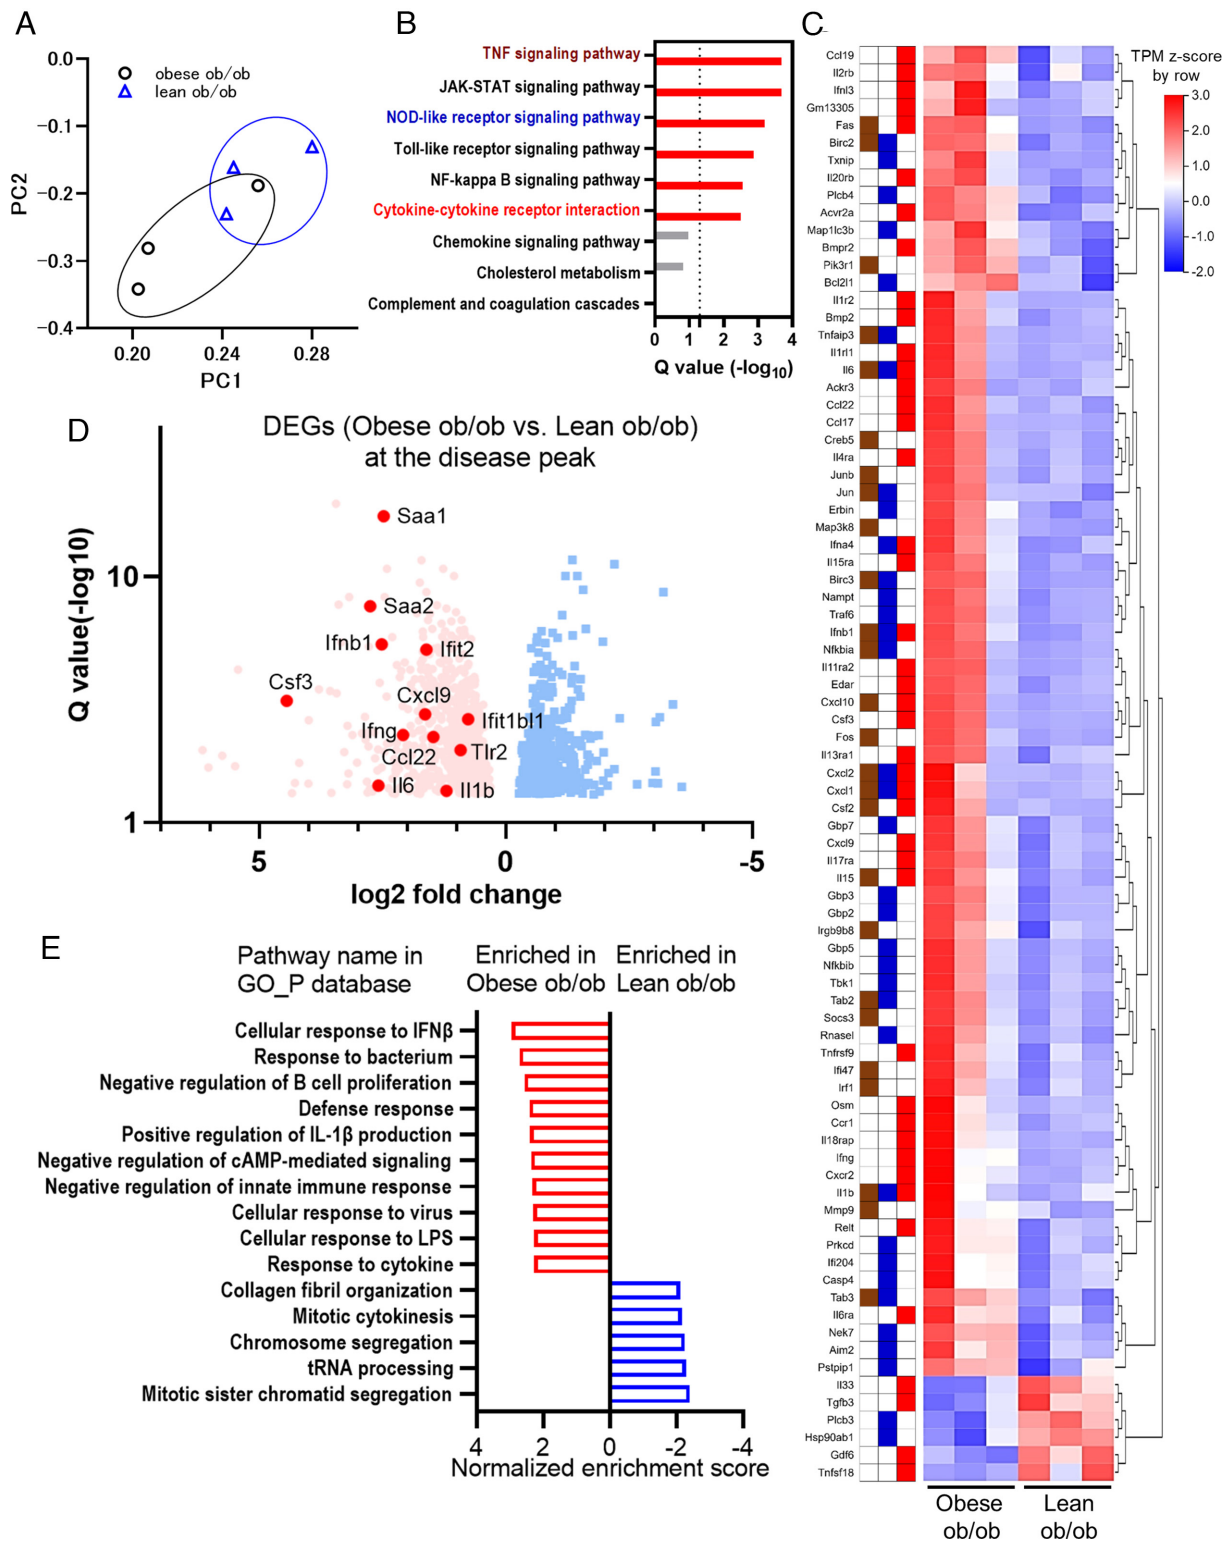 A
0.0
−0.1
−0.2
−0.3
−0.4
PC2
obese ob/ob
lean ob/ob
0.20
0.24
0.28
PC1
B
TNF signaling pathway
JAK-STAT signaling pathway
NOD-like receptor signaling pathway
Toll-like receptor signaling pathway
NF-kappa B signaling pathway
Cytokine-cytokine receptor interaction
Chemokine signaling pathway
Cholesterol metabolism
Complement and coagulation cascades
0 1 2 3 4
Q value (-log10)
C
TPM z-score
by row
3.0
2.0
1.0
0.0
-1.0
-2.0
Ccl19
Il2rb
Ifnl3
Gm13305
Fas
Birc2
Txnip
Il20rb
Plcb4
Acvr2a
Map1lc3b
Bmpr2
Pik3r1
Bcl2l1
Il1r2
Bmp2
Tnfaip3
Il1rl1
Il6
Ackr3
Ccl22
Ccl17
Creb5
Il4ra
Junb
Jun
Erbin
Map3k8
Ifna4
Il15ra
Birc3
Nampt
Traf6
Ifnb1
Nfkbia
Il11ra2
Edar
Cxcl10
Csf3
Fos
Il13ra1
Cxcl2
Cxcl1
Csf2
Gbp7
Cxcl9
Il17ra
Il15
Gbp3
Gbp2
Irgb9b8
Gbp5
Nfkbib
Tbk1
Tab2
Socs3
Rnasel
Tnfrsf9
Ifi47
Irf1
Osm
Ccr1
Il18rap
Ifng
Cxcr2
Il1b
Mmp9
Relt
Prkcd
Ifi204
Casp4
Tab3
Il6ra
Nek7
Aim2
Pstpip1
Il33
Tgfb3
Plcb3
Hsp90ab1
Gdf6
Tnfsf18
Obese
ob/ob
Lean
ob/ob
D
DEGs (Obese ob/ob vs. Lean ob/ob)
at the disease peak
Q value(-log10)
10
1
Saa1
Saa2
Ifnb1
Ifit2
Csf3
Cxcl9
Ifng
Ifit1bl1
Ccl22
Tlr2
Il6
Il1b
5
0
-5
log2 fold change
E
Pathway name in
GO_P database
Enriched in
Obese ob/ob
Enriched in
Lean ob/ob
Cellular response to IFNβ
Response to bacterium
Negative regulation of B cell proliferation
Defense response
Positive regulation of IL-1β production
Negative regulation of cAMP-mediated signaling
Negative regulation of innate immune response
Cellular response to virus
Cellular response to LPS
Response to cytokine
Collagen fibril organization
Mitotic cytokinesis
Chromosome segregation
tRNA processing
Mitotic sister chromatid segregation
4 2 0 -2 -4
Normalized enrichment score